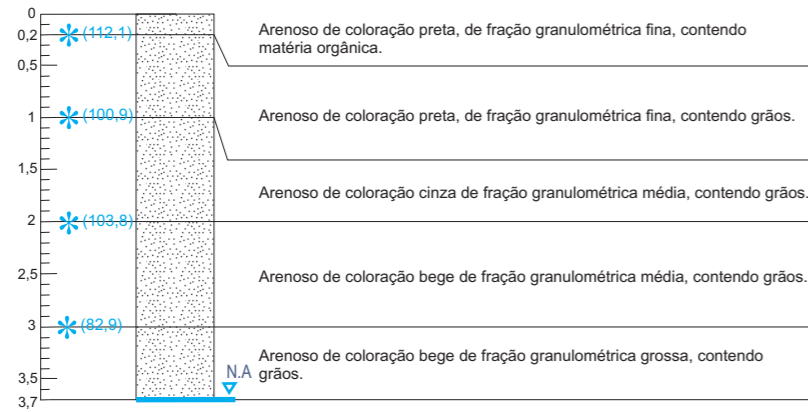 0
0,2
(112,1)
Arenoso de coloração preta, de fração granulométrica fina, contendo
matéria orgânica.
0,5
1
(100,9)
Arenoso de coloração preta, de fração granulométrica fina, contendo grãos.
1,5
Arenoso de coloração cinza de fração granulométrica média, contendo grãos.
2
(103,8)
2,5
Arenoso de coloração bege de fração granulométrica média, contendo grãos.
3
(82,9)
Arenoso de coloração bege de fração granulométrica grossa, contendo
grãos.
N.A
3,5
3,7